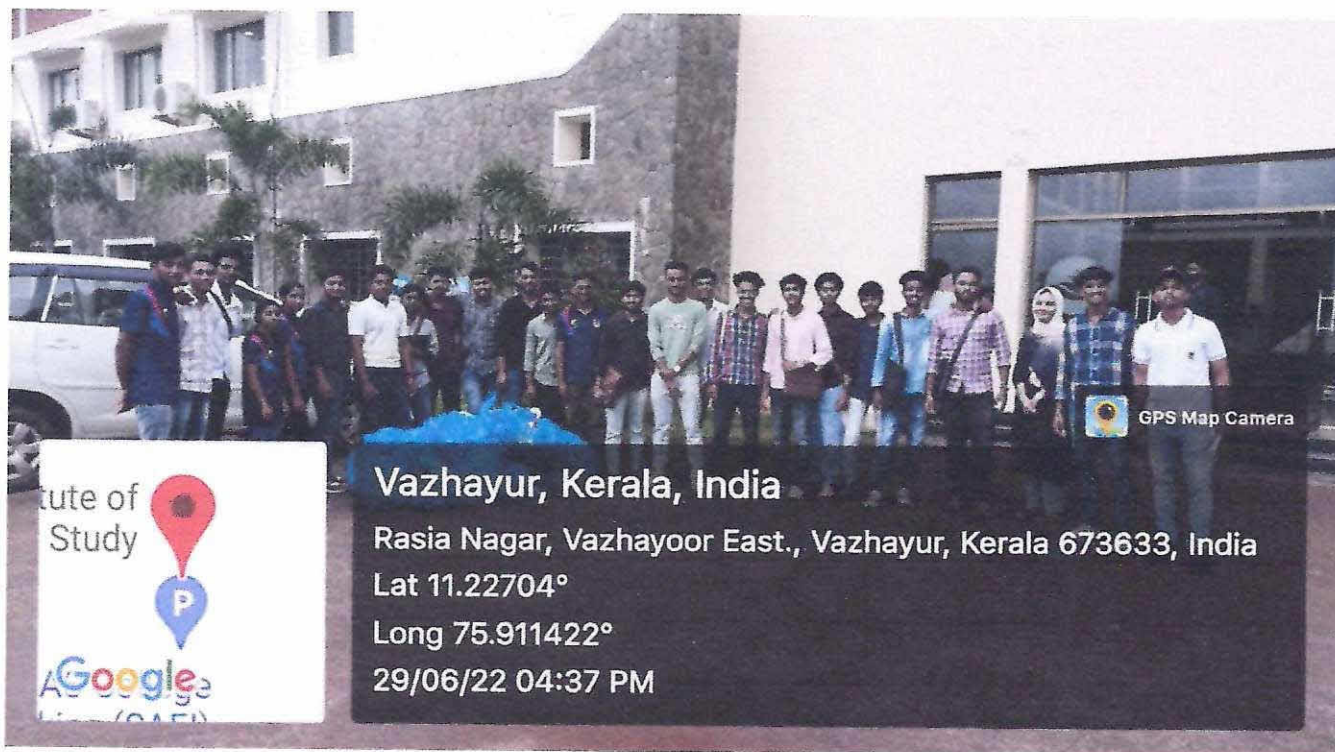 GPS Map Camera
tute of
Study
P
Google
Vazhayur, Kerala, India
Rasia Nagar, Vazhayoor East., Vazhayur, Kerala 673633, India
Lat 11.22704°
Long 75.911422°
29/06/22 04:37 PM